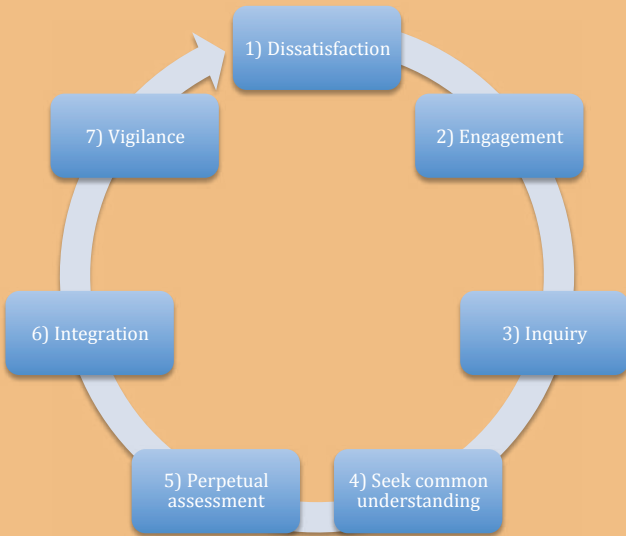 1) Dissatisfaction
2) Engagement
3) Inquiry
4) Seek common
understanding
5) Perpetual
assessment
6) Integration
7) Vigilance